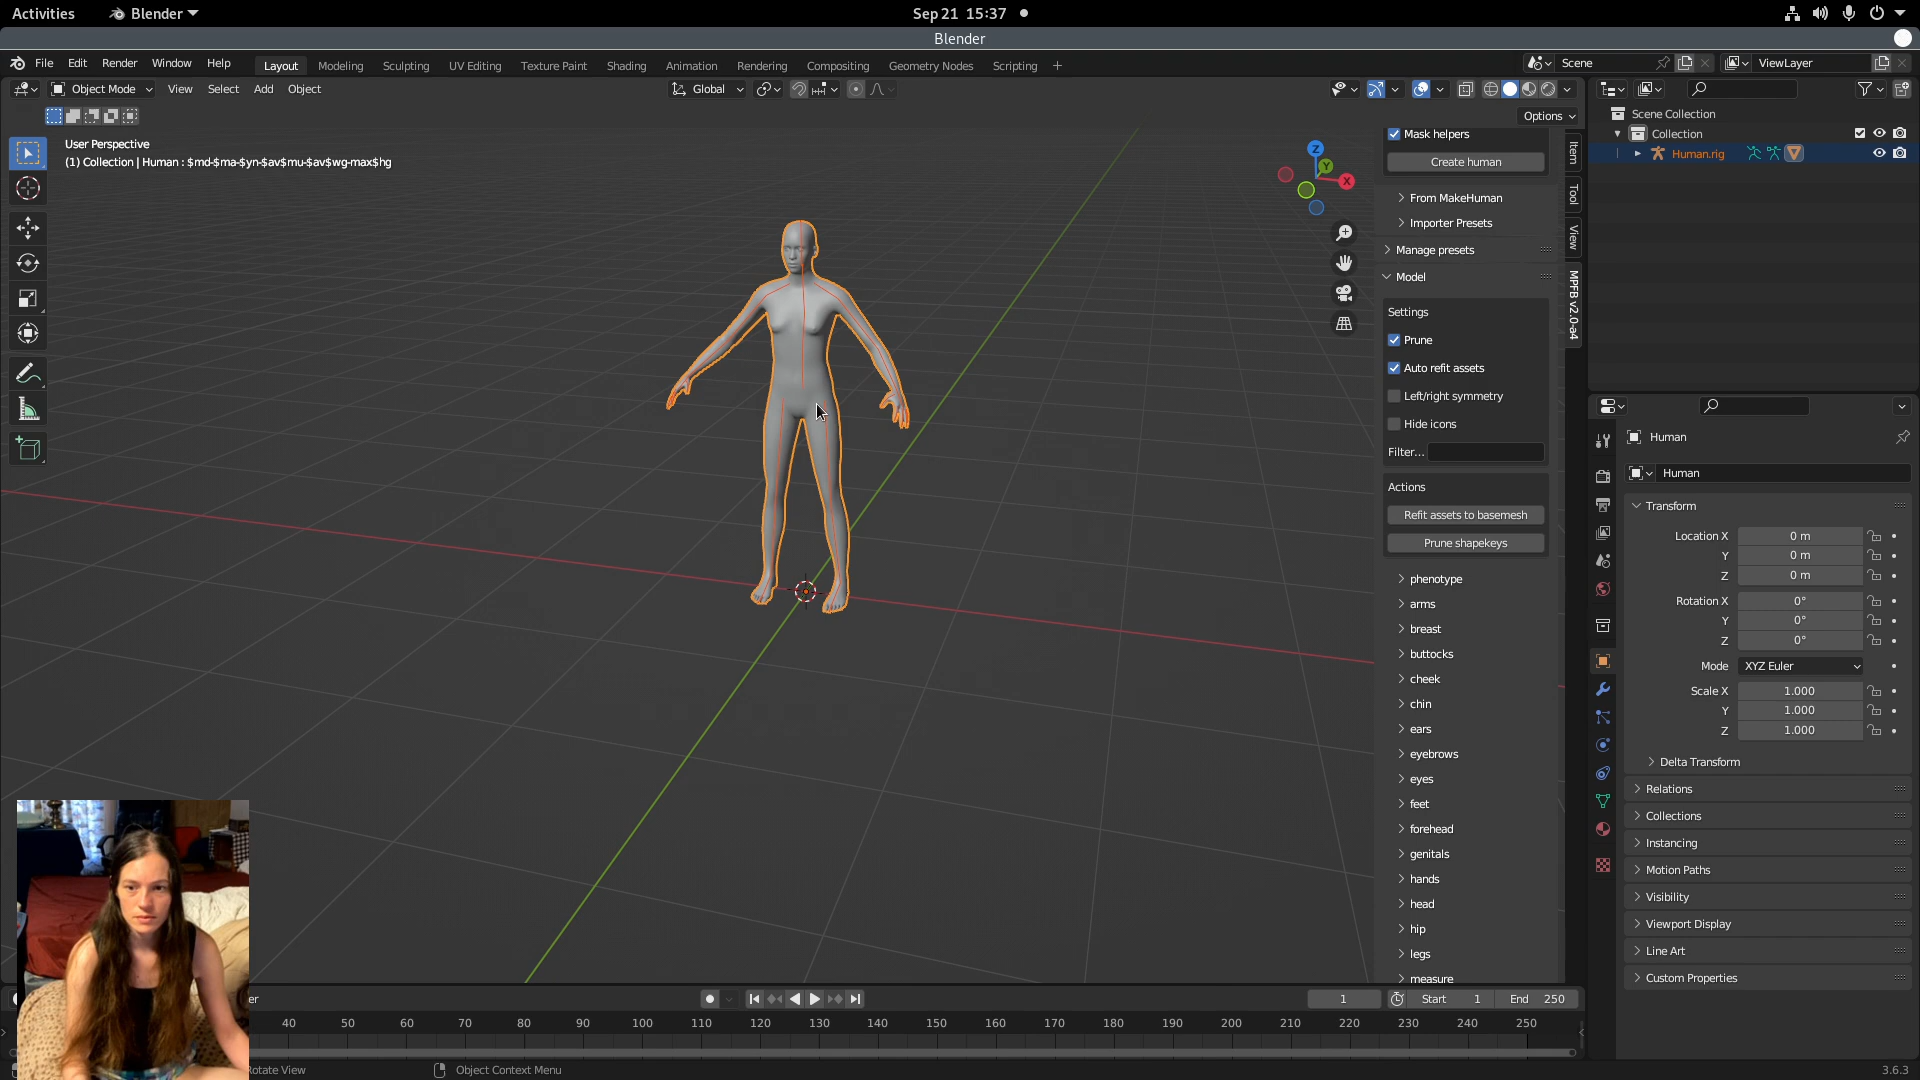 Activities
Blender
Sep 21 15:37
Blender
File Edit Render Window Help
Layout Modeling Sculpting UV Editing Texture Paint Shading Animation Rendering Compositing Geometry Nodes Scripting +
Scene
ViewLayer
Object Mode View Select Add Object
Global
Options
User Perspective
(1) Collection | Human : $md-$ma-$yn-$av$mu-$av$wg-max$hg
Z
Y
X
Mask helpers
Create human
From MakeHuman
Importer Presets
Manage presets
Model
Settings
Prune
Auto refit assets
Left/right symmetry
Hide icons
Filter...
Actions
Refit assets to basemesh
Prune shapekeys
phenotype
arms
breast
buttocks
cheek
chin
ears
eyebrows
eyes
feet
forehead
genitals
hands
head
hip
legs
measure
Item
Tool
View
MPFB v2.0-a4
Scene Collection
Collection
Human.rig
Human
Human
Transform
Location X 0 m
Y 0 m
Z 0 m
Rotation X 0°
Y 0°
Z 0°
Mode XYZ Euler
Scale X 1.000
Y 1.000
Z 1.000
Delta Transform
Relations
Collections
Instancing
Motion Paths
Visibility
Viewport Display
Line Art
Custom Properties
er
1
Start 1
End 250
40 50 60 70 80 90 100 110 120 130 140 150 160 170 180 190 200 210 220 230 240 250
otate View
Object Context Menu
3.6.3